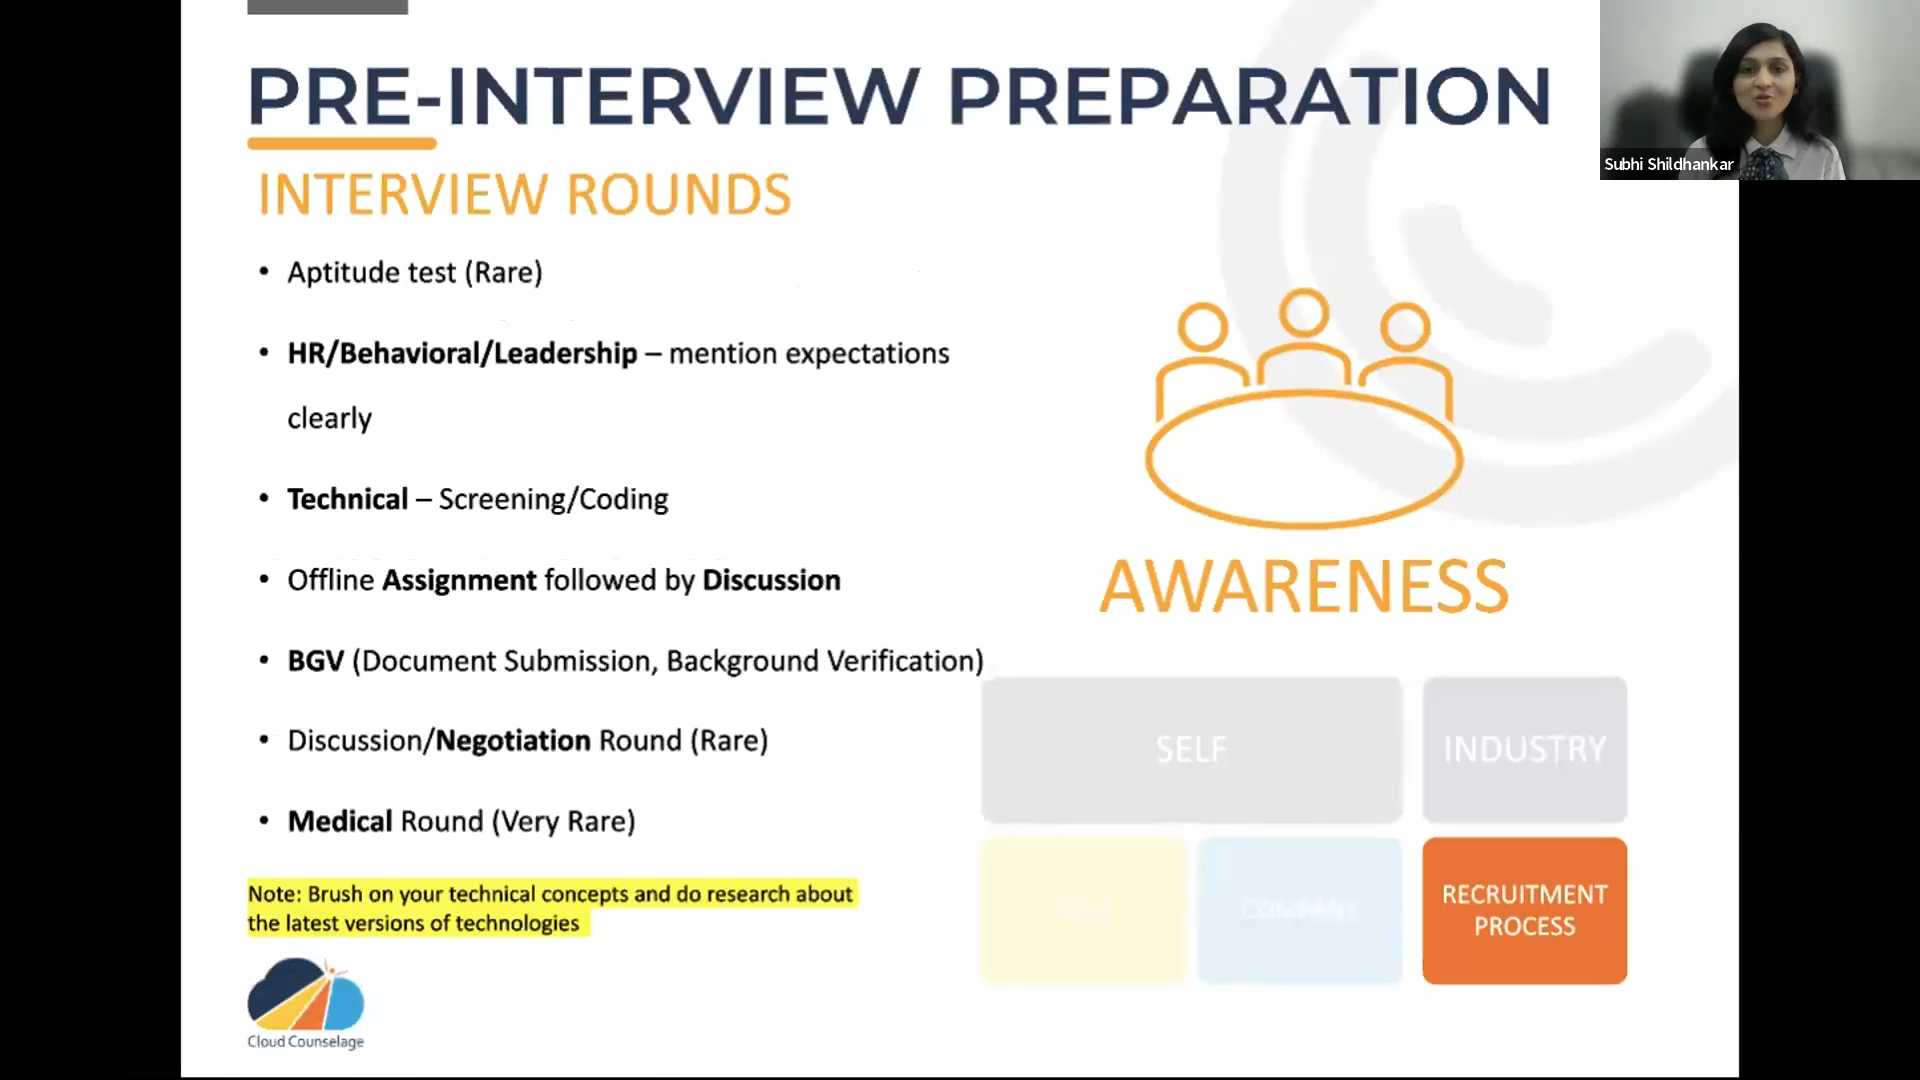 PRE-INTERVIEW PREPARATION
Subhi Shildhankar
INTERVIEW ROUNDS
• Aptitude test (Rare)
• HR/Behavioral/Leadership – mention expectations
clearly
• Technical – Screening/Coding
• Offline Assignment followed by Discussion
• BGV (Document Submission, Background Verification)
• Discussion/Negotiation Round (Rare)
• Medical Round (Very Rare)
Note: Brush on your technical concepts and do research about
the latest versions of technologies
Cloud Counselage
AWARENESS
SELF
INDUSTRY
COMPANY
RECRUITMENT
PROCESS